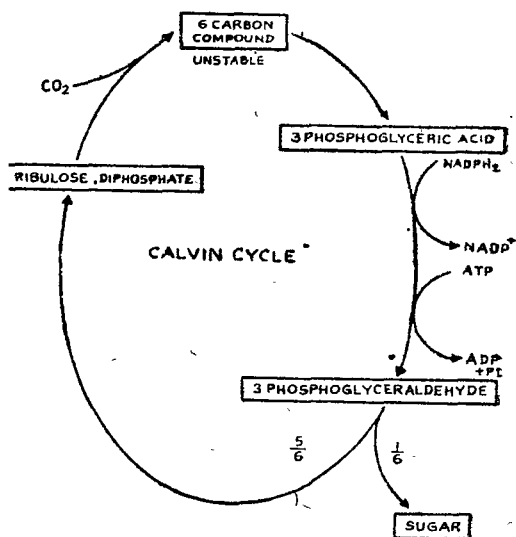 6 CARBON
COMPOUND
UNSTABLE
CO₂
3 PHOSPHOGLYCERIC ACID
NADPH₂
RIBULOSE, DIPHOSPHATE
CALVIN CYCLE
NADP⁺
ATP
ADP
+PI
3 PHOSPHOGLYCERALDEHYDE
5/6
1/6
SUGAR